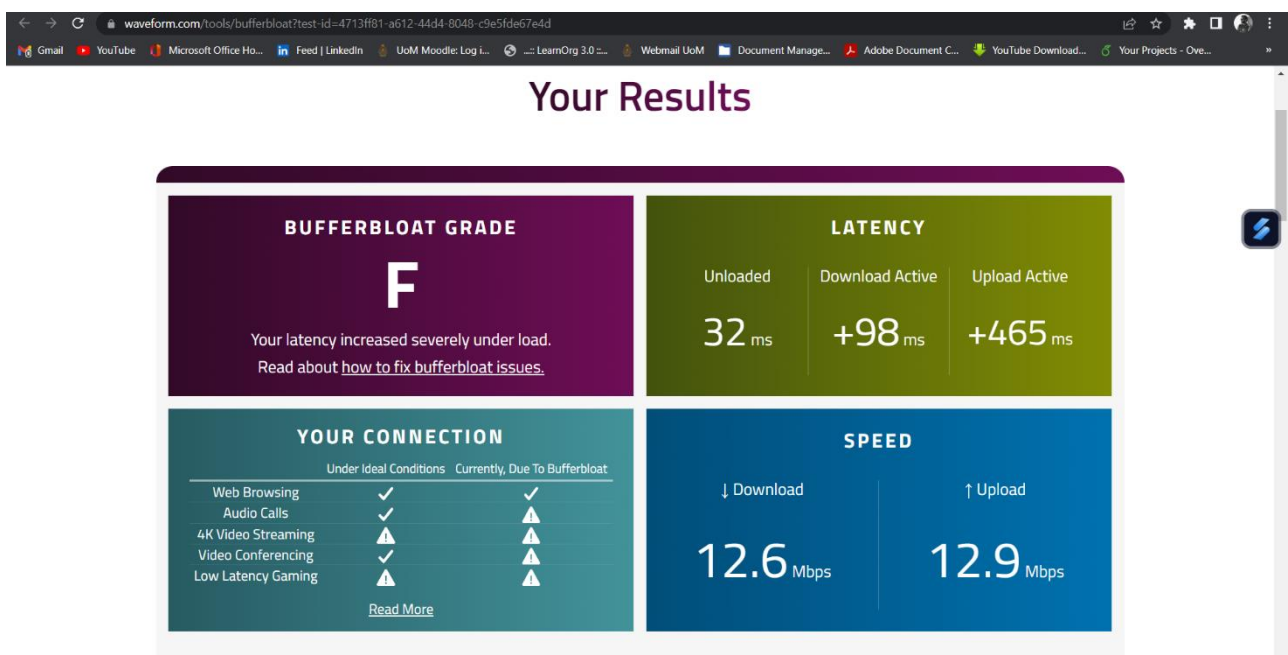 waveform.com/tools/bufferbloat?test-id=4713ff81-a612-44d4-8048-c9e5fde67e4d
Gmail YouTube Microsoft Office Ho... Feed | LinkedIn UoM Moodle: Log i... ...:: LearnOrg 3.0 ::... Webmail UoM Document Manage... Adobe Document C... YouTube Download... Your Projects - Ove... »
Your Results
BUFFERBLOAT GRADE
F
Your latency increased severely under load.
Read about how to fix bufferbloat issues.
LATENCY
Unloaded Download Active Upload Active
32 ms +98 ms +465 ms
YOUR CONNECTION
Under Ideal Conditions Currently, Due To Bufferbloat
Web Browsing
Audio Calls
4K Video Streaming
Video Conferencing
Low Latency Gaming
Read More
SPEED
↓ Download ↑ Upload
12.6 Mbps 12.9 Mbps